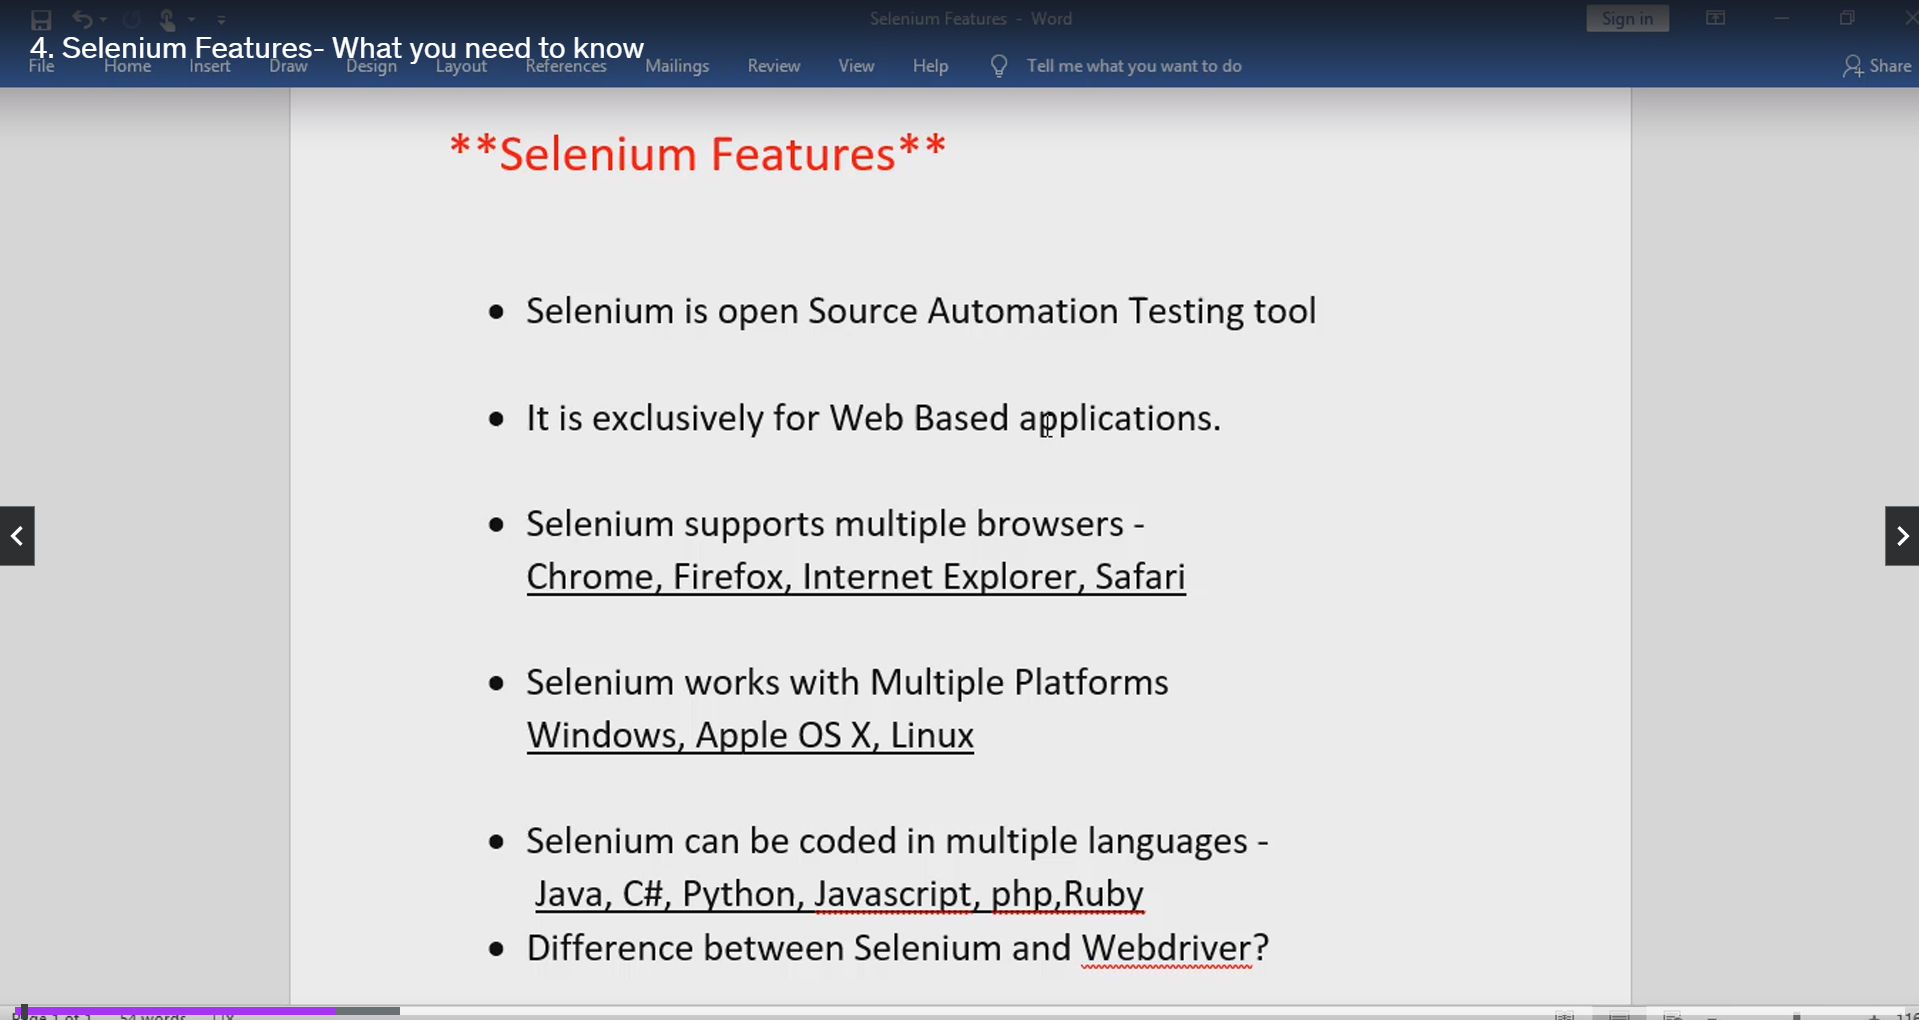 Selenium Features - Word
Sign in
4. Selenium Features- What you need to know
File Home Insert Draw Design Layout References Mailings Review View Help Tell me what you want to do Share
**Selenium Features**
• Selenium is open Source Automation Testing tool
• It is exclusively for Web Based applications.
• Selenium supports multiple browsers -
Chrome, Firefox, Internet Explorer, Safari
• Selenium works with Multiple Platforms
Windows, Apple OS X, Linux
• Selenium can be coded in multiple languages -
Java, C#, Python, Javascript, php,Ruby
• Difference between Selenium and Webdriver?
54 words